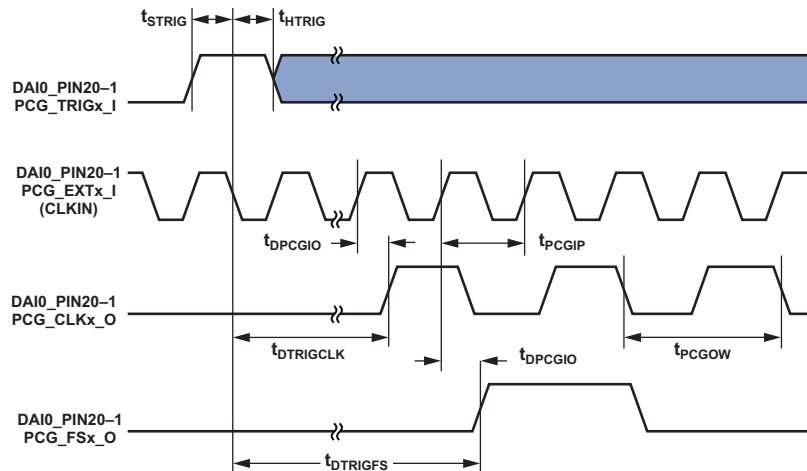 tSTRIG
tHTRIG
DAI0_PIN20–1
PCG_TRIGx_I
DAI0_PIN20–1
PCG_EXTx_I
(CLKIN)
tDPCGIO
tPCGIP
DAI0_PIN20–1
PCG_CLKx_O
tDTRIGCLK
tDPCGIO
tPCGOW
DAI0_PIN20–1
PCG_FSx_O
tDTRIGFS